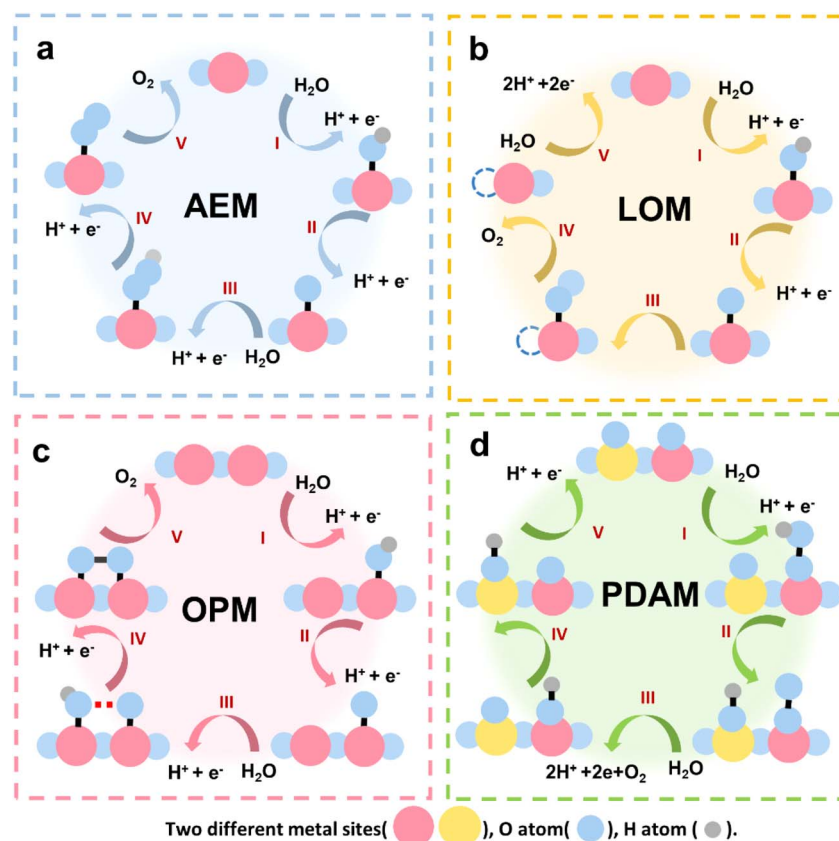 a
O₂
H₂O
H⁺ + e⁻
V
I
AEM
IV
II
H⁺ + e⁻
H⁺ + e⁻
III
H⁺ + e⁻
H₂O
b
2H⁺ +2e⁻
H₂O
H₂O
H⁺ + e⁻
V
I
LOM
IV
II
O₂
H⁺ + e⁻
III
c
O₂
H₂O
H⁺ + e⁻
V
I
OPM
IV
II
H⁺ + e⁻
H⁺ + e⁻
III
H⁺ + e⁻
H₂O
d
H⁺ + e⁻
H₂O
H⁺ + e⁻
V
I
PDAM
IV
II
III
2H⁺ +2e+O₂
H₂O
Two different metal sites( ), O atom( ), H atom ( ).